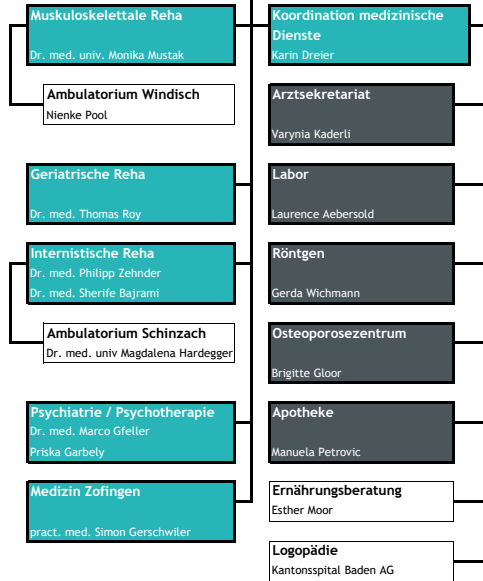 Muskuloskelettale Reha
Dr. med. univ. Monika Mustak
Ambulatorium Windisch
Nienke Pool
Geriatrische Reha
Dr. med. Thomas Roy
Internistische Reha
Dr. med. Philipp Zehnder
Dr. med. Sherife Bajrami
Ambulatorium Schinzach
Dr. med. univ Magdalena Hardegger
Psychiatrie / Psychotherapie
Dr. med. Marco Gfeller
Priska Garbely
Medizin Zofingen
pract. med. Simon Gerschwiler
Koordination medizinische
Dienste
Karin Dreier
Arztsekretariat
Varynia Kaderli
Labor
Laurence Aebersold
Röntgen
Gerda Wichmann
Osteoporosezentrum
Brigitte Gloor
Apotheke
Manuela Petrovic
Ernährungsberatung
Esther Moor
Logopädie
Kantonsspital Baden AG